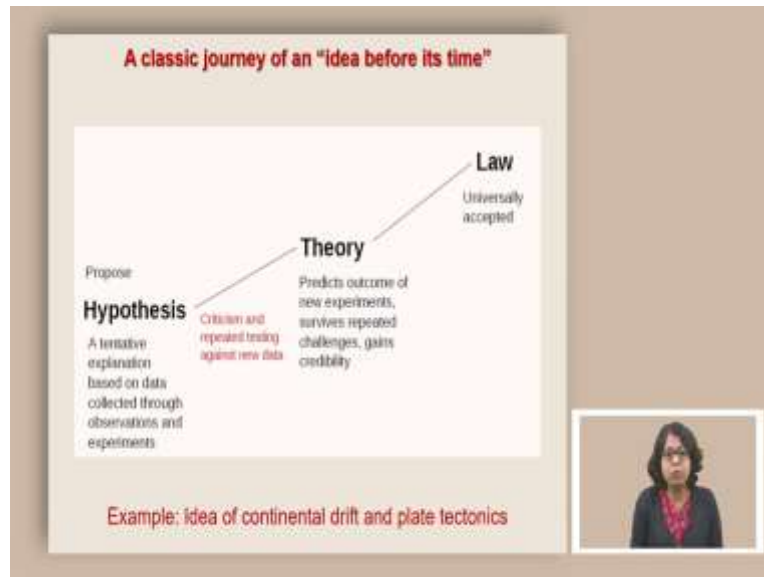 A classic journey of an “idea before its time”
Law
Universally
accepted
Theory
Predicts outcome of
new experiments,
survives repeated
challenges, gains
credibility
Propose
Hypothesis
A tentative
explanation
based on data
collected through
observations and
experiments
Criticism and
repeated testing
against new data
Example: idea of continental drift and plate tectonics